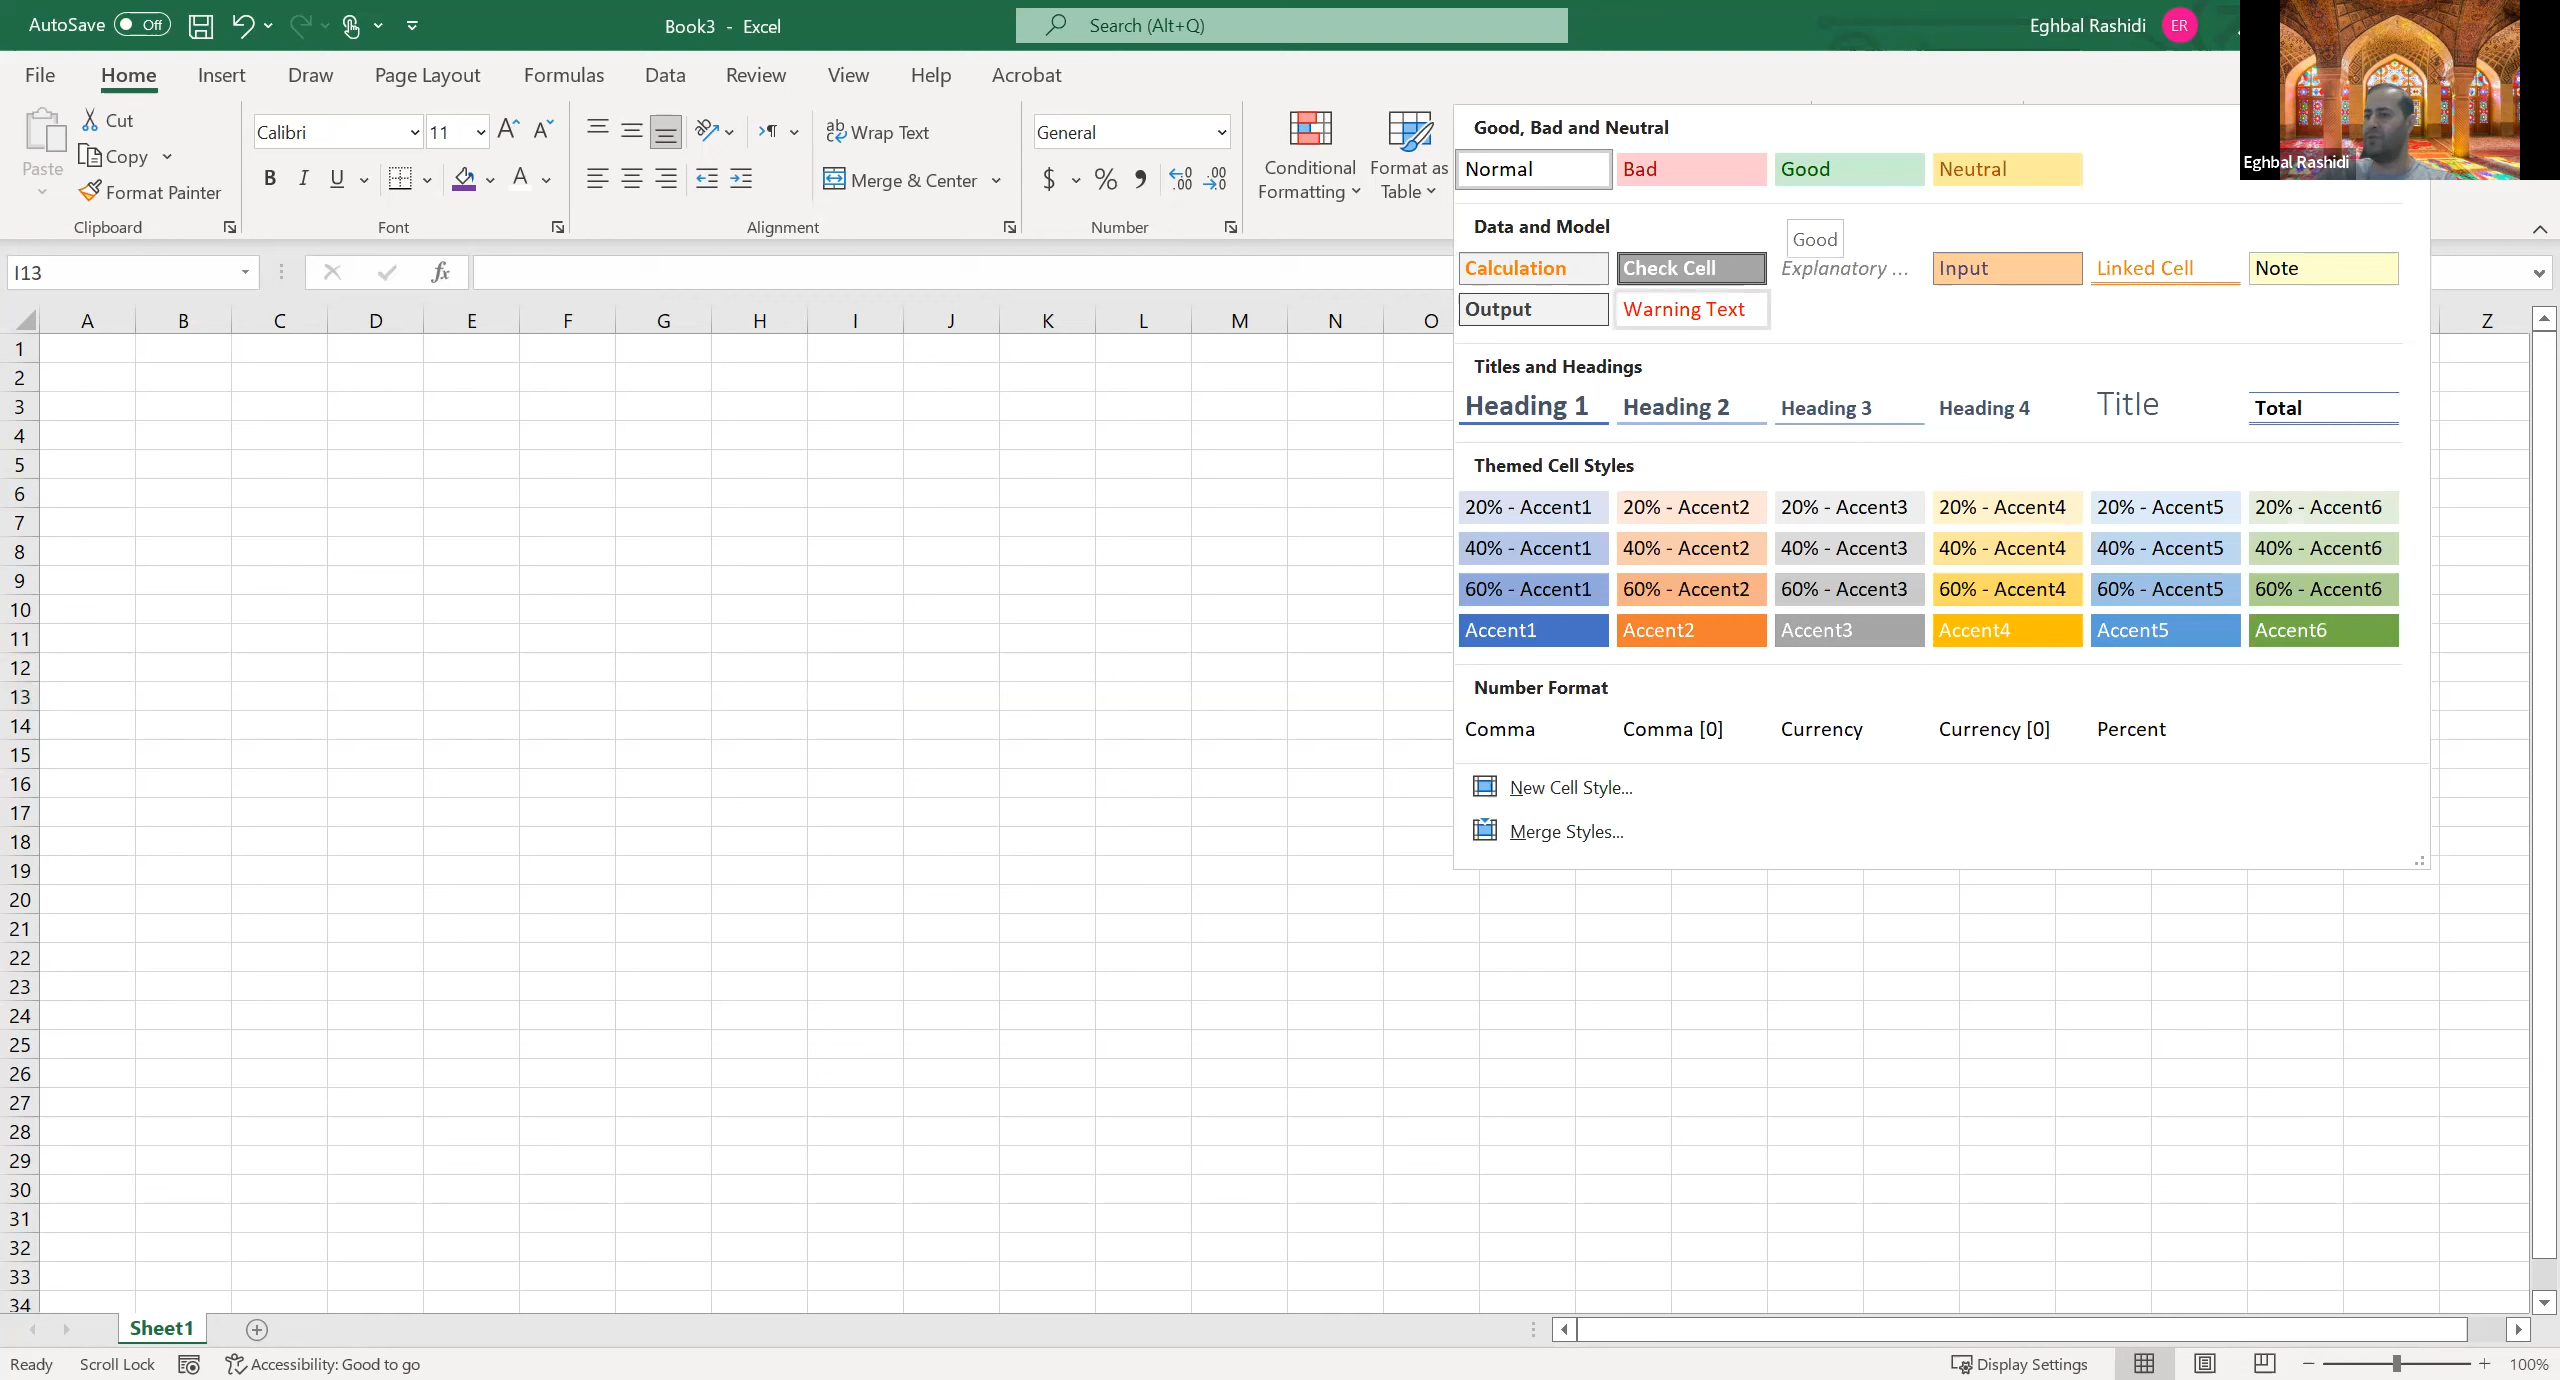 AutoSave Off Book3 - Excel Search (Alt+Q) Eghbal Rashidi ER
File Home Insert Draw Page Layout Formulas Data Review View Help Acrobat
Paste Cut
Copy
Format Painter
Clipboard
Calibri 11
B I U A
Font
ab Wrap Text
Merge & Center
Alignment
General
$ % , .00 .00
Number
Conditional Formatting
Format as Table
Good, Bad and Neutral
Normal Bad Good Neutral
Data and Model
Good
Calculation Check Cell Explanatory ... Input Linked Cell Note
Output Warning Text
Titles and Headings
Heading 1 Heading 2 Heading 3 Heading 4 Title Total
Themed Cell Styles
20% - Accent1 20% - Accent2 20% - Accent3 20% - Accent4 20% - Accent5 20% - Accent6
40% - Accent1 40% - Accent2 40% - Accent3 40% - Accent4 40% - Accent5 40% - Accent6
60% - Accent1 60% - Accent2 60% - Accent3 60% - Accent4 60% - Accent5 60% - Accent6
Accent1 Accent2 Accent3 Accent4 Accent5 Accent6
Number Format
Comma Comma [0] Currency Currency [0] Percent
New Cell Style...
Merge Styles...
Eghbal Rashidi
I13 fx
A B C D E F G H I J K L M N O Z
1
2
3
4
5
6
7
8
9
10
11
12
13
14
15
16
17
18
19
20
21
22
23
24
25
26
27
28
29
30
31
32
33
34
Sheet1
Ready Scroll Lock Accessibility: Good to go Display Settings 100%